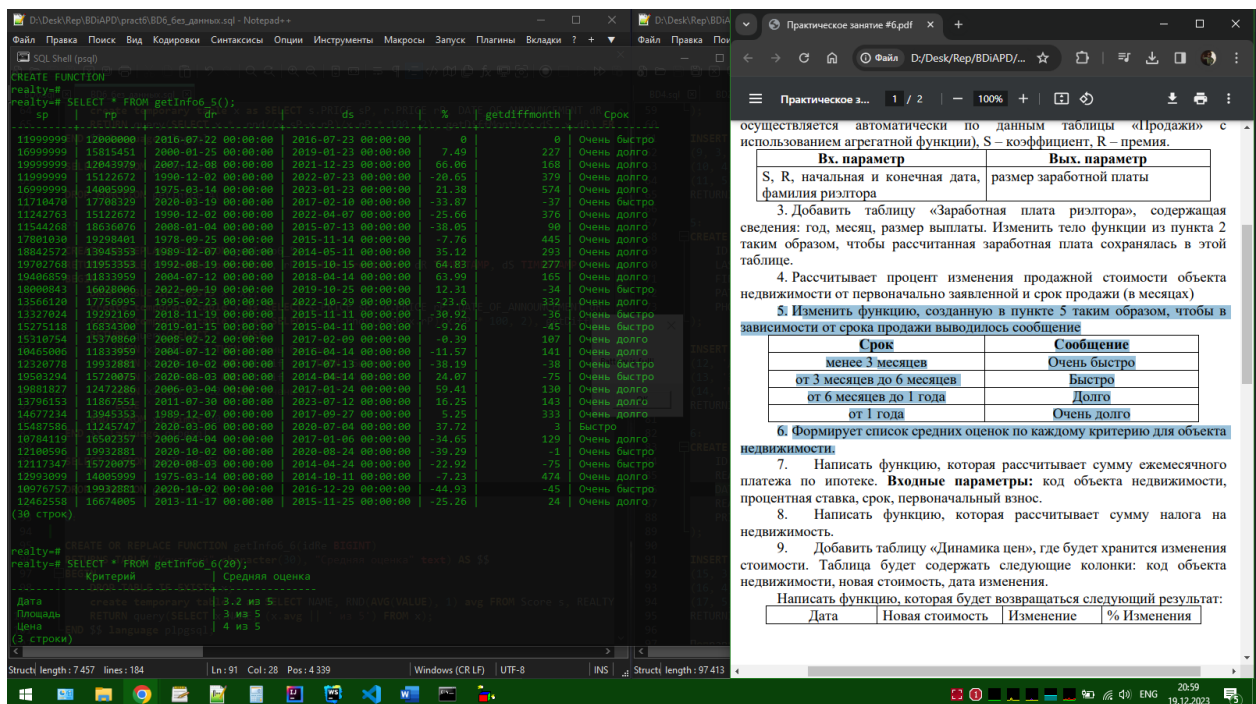 D:\Desk\Rep\BDiAPD\pract6\BD6_без_данных.sql - Notepad++
Файл Правка Поиск Вид Кодировки Синтаксисы Опции Инструменты Макросы Запуск Плагины Вкладки ?
SQL Shell (psql)
CREATE FUNCTION
realty=#
realty=# SELECT * FROM getInfo6_5();
sp | rp | dr | ds | % | getdiffmonth | Срок
11999999 | 12000000 | 2016-07-22 00:00:00 | 2016-07-23 00:00:00 | 0 | 0 | Очень быстро
16999999 | 15815451 | 2000-01-25 00:00:00 | 2019-01-23 00:00:00 | 7.49 | 227 | Очень долго
19999999 | 12043979 | 2007-12-08 00:00:00 | 2021-12-23 00:00:00 | 66.06 | 168 | Очень долго
11999999 | 15122672 | 1990-12-02 00:00:00 | 2022-07-23 00:00:00 | -20.65 | 379 | Очень долго
16999999 | 14005999 | 1975-03-14 00:00:00 | 2023-01-23 00:00:00 | 21.38 | 574 | Очень долго
11710470 | 17708329 | 2020-03-19 00:00:00 | 2017-02-10 00:00:00 | -33.87 | -37 | Очень быстро
11242763 | 15122672 | 1990-12-02 00:00:00 | 2022-04-07 00:00:00 | -25.66 | 376 | Очень долго
11544268 | 18636076 | 2008-01-04 00:00:00 | 2015-07-13 00:00:00 | -38.05 | 90 | Очень долго
17801030 | 19298401 | 1978-09-25 00:00:00 | 2015-11-14 00:00:00 | -7.76 | 445 | Очень долго
18842572 | 13945353 | 1989-12-07 00:00:00 | 2014-05-11 00:00:00 | 35.12 | 293 | Очень долго
19702768 | 11953353 | 1992-08-19 00:00:00 | 2015-10-15 00:00:00 | 64.83 | 277 | Очень долго
19406859 | 11833959 | 2004-07-12 00:00:00 | 2018-04-14 00:00:00 | 63.99 | 165 | Очень долго
18000843 | 16028006 | 2022-09-19 00:00:00 | 2019-10-25 00:00:00 | 12.31 | -34 | Очень быстро
13566120 | 17756995 | 1995-02-23 00:00:00 | 2022-10-29 00:00:00 | -23.6 | 332 | Очень долго
13327024 | 19292169 | 2018-11-19 00:00:00 | 2015-11-11 00:00:00 | -30.92 | -36 | Очень быстро
15275118 | 16834300 | 2019-01-15 00:00:00 | 2015-04-11 00:00:00 | -9.26 | -45 | Очень быстро
15310754 | 15370860 | 2008-02-22 00:00:00 | 2017-02-09 00:00:00 | -0.39 | 107 | Очень долго
10465006 | 11833959 | 2004-07-12 00:00:00 | 2016-04-14 00:00:00 | -11.57 | 141 | Очень долго
12320778 | 19932881 | 2020-10-02 00:00:00 | 2017-07-13 00:00:00 | -38.19 | -38 | Очень быстро
19503294 | 15720075 | 2020-08-03 00:00:00 | 2014-04-14 00:00:00 | 24.07 | -75 | Очень быстро
19881827 | 12472286 | 2006-03-04 00:00:00 | 2017-01-24 00:00:00 | 59.41 | 130 | Очень долго
13796153 | 11867551 | 2011-07-30 00:00:00 | 2023-07-12 00:00:00 | 16.25 | 143 | Очень долго
14677234 | 13945353 | 1989-12-07 00:00:00 | 2017-09-27 00:00:00 | 5.25 | 333 | Очень долго
15487586 | 11245747 | 2020-03-06 00:00:00 | 2020-07-04 00:00:00 | 37.72 | 3 | Быстро
10784119 | 16502357 | 2006-04-04 00:00:00 | 2017-01-06 00:00:00 | -34.65 | 129 | Очень долго
12100596 | 19932881 | 2020-10-02 00:00:00 | 2020-08-24 00:00:00 | -39.29 | -1 | Очень быстро
12117347 | 15720075 | 2020-08-03 00:00:00 | 2014-04-24 00:00:00 | -22.92 | -75 | Очень быстро
12993099 | 14005999 | 1975-03-14 00:00:00 | 2014-10-11 00:00:00 | -7.23 | 474 | Очень долго
10976757 | 19932881 | 2020-10-02 00:00:00 | 2016-12-29 00:00:00 | -44.93 | -45 | Очень быстро
12462558 | 16674005 | 2013-11-17 00:00:00 | 2015-11-25 00:00:00 | -25.26 | 24 | Очень долго
(30 строк)
realty=#
realty=# SELECT * FROM getInfo6_6(20);
Критерий | Средняя оценка
Дата | 3.2 из 5
Площадь | 3 из 5
Цена | 4 из 5
(3 строки)
length : 7 457 lines : 184 Ln : 91 Col : 28 Pos : 4 339 Windows (CR LF) UTF-8 INS
length : 97 413
Практическое занятие #6.pdf
Файл D:/Desk/Rep/BDiAPD/...
Практическое з... 1 / 2 100%
осуществляется автоматически по данным таблицы «Продажи» с
использованием агрегатной функции), S – коэффициент, R – премия.
Вх. параметр Вых. параметр
S, R, начальная и конечная дата, размер заработной платы
фамилия риэлтора
3. Добавить таблицу «Заработная плата риэлтора», содержащая
сведения: год, месяц, размер выплаты. Изменить тело функции из пункта 2
таким образом, чтобы рассчитанная заработная плата сохранялась в этой
таблице.
4. Рассчитывает процент изменения продажной стоимости объекта
недвижимости от первоначально заявленной и срок продажи (в месяцах)
5. Изменить функцию, созданную в пункте 5 таким образом, чтобы в
зависимости от срока продажи выводилось сообщение
Срок Сообщение
менее 3 месяцев Очень быстро
от 3 месяцев до 6 месяцев Быстро
от 6 месяцев до 1 года Долго
от 1 года Очень долго
6. Формирует список средних оценок по каждому критерию для объекта
недвижимости.
7. Написать функцию, которая рассчитывает сумму ежемесячного
платежа по ипотеке. Входные параметры: код объекта недвижимости,
процентная ставка, срок, первоначальный взнос.
8. Написать функцию, которая рассчитывает сумму налога на
недвижимость.
9. Добавить таблицу «Динамика цен», где будет хранится изменения
стоимости. Таблица будет содержать следующие колонки: код объекта
недвижимости, новая стоимость, дата изменения.
Написать функцию, которая будет возвращаться следующий результат:
Дата Новая стоимость Изменение % Изменения
ENG 20:59
19.12.2023